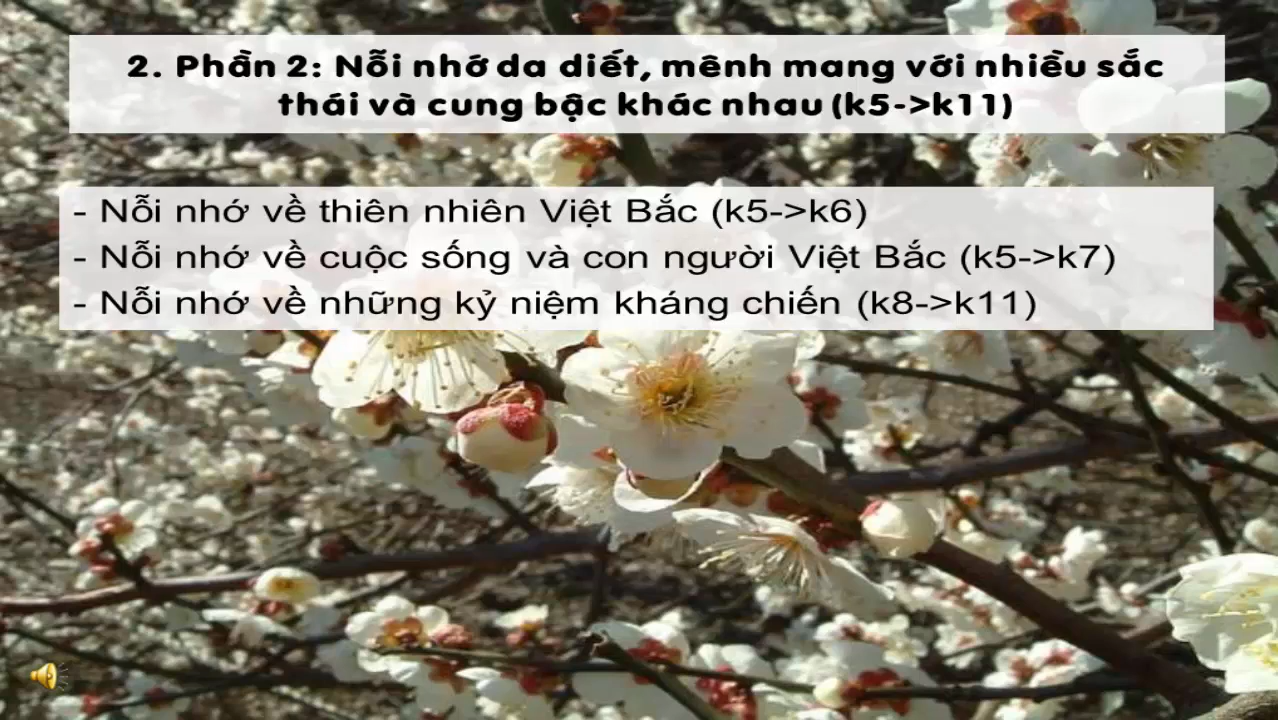 2. Phần 2: Nỗi nhớ da diết, mênh mang với nhiều sắc
thái và cung bậc khác nhau (k5->k11)
- Nỗi nhớ về thiên nhiên Việt Bắc (k5->k6)
- Nỗi nhớ về cuộc sống và con người Việt Bắc (k5->k7)
- Nỗi nhớ về những kỷ niệm kháng chiến (k8->k11)